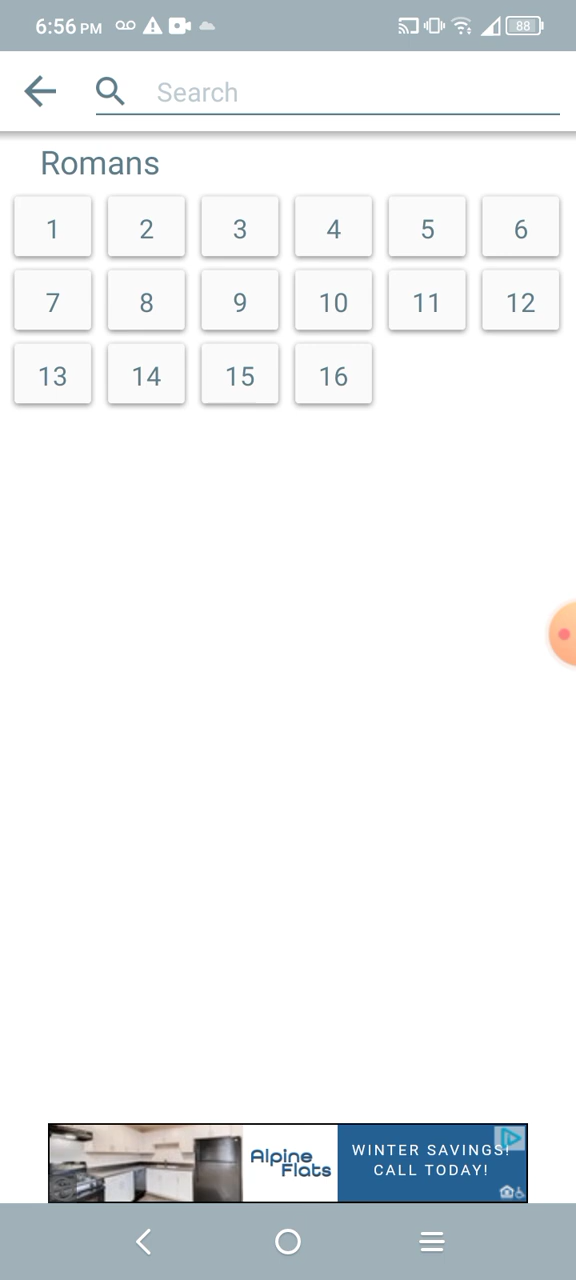 6:56 PM 88
Search
Romans
1 2 3 4 5 6
7 8 9 10 11 12
13 14 15 16
Alpine
Flats
WINTER SAVINGS!
CALL TODAY!